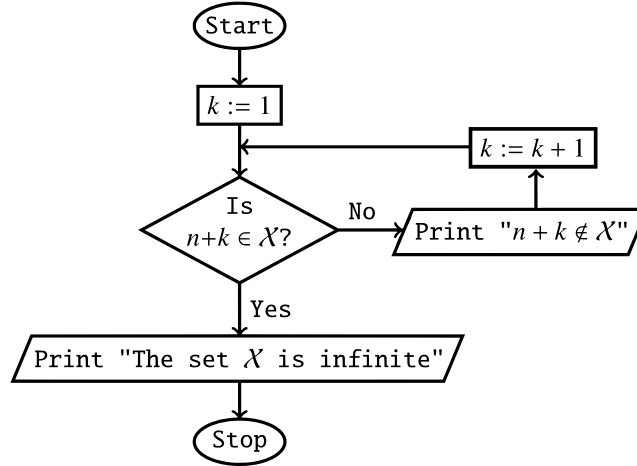 Start
k := 1
k := k + 1
Is
n+k ∈ 𝒳?
No
Print "n + k ∉ 𝒳"
Yes
Print "The set 𝒳 is infinite"
Stop